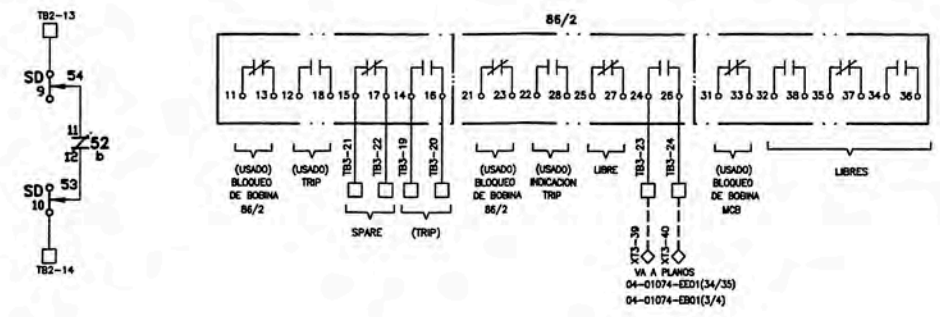 TB2-13
SD
54
9
11
52
12
b
53
SD
10
TB2-14
86/2
11 13 12 18 15 17 14 16 21 23 22 28 25 27 24 26 31 33 32 38 35 37 34 36
TB3-21
TB3-22
TB3-19
TB3-20
TB3-23
TB3-24
(USADO)
BLOQUEO
DE BOBINA
86/2
(USADO)
TRIP
SPARE
(TRIP)
(USADO)
BLOQUEO
DE BOBINA
86/2
(USADO)
INDICACION
TRIP
LIBRE
XT3-39
XT3-40
VA A PLANOS
04-01074-EE01(34/35)
04-01074-EB01(3/4)
(USADO)
BLOQUEO
DE BOBINA
MCB
LIBRES